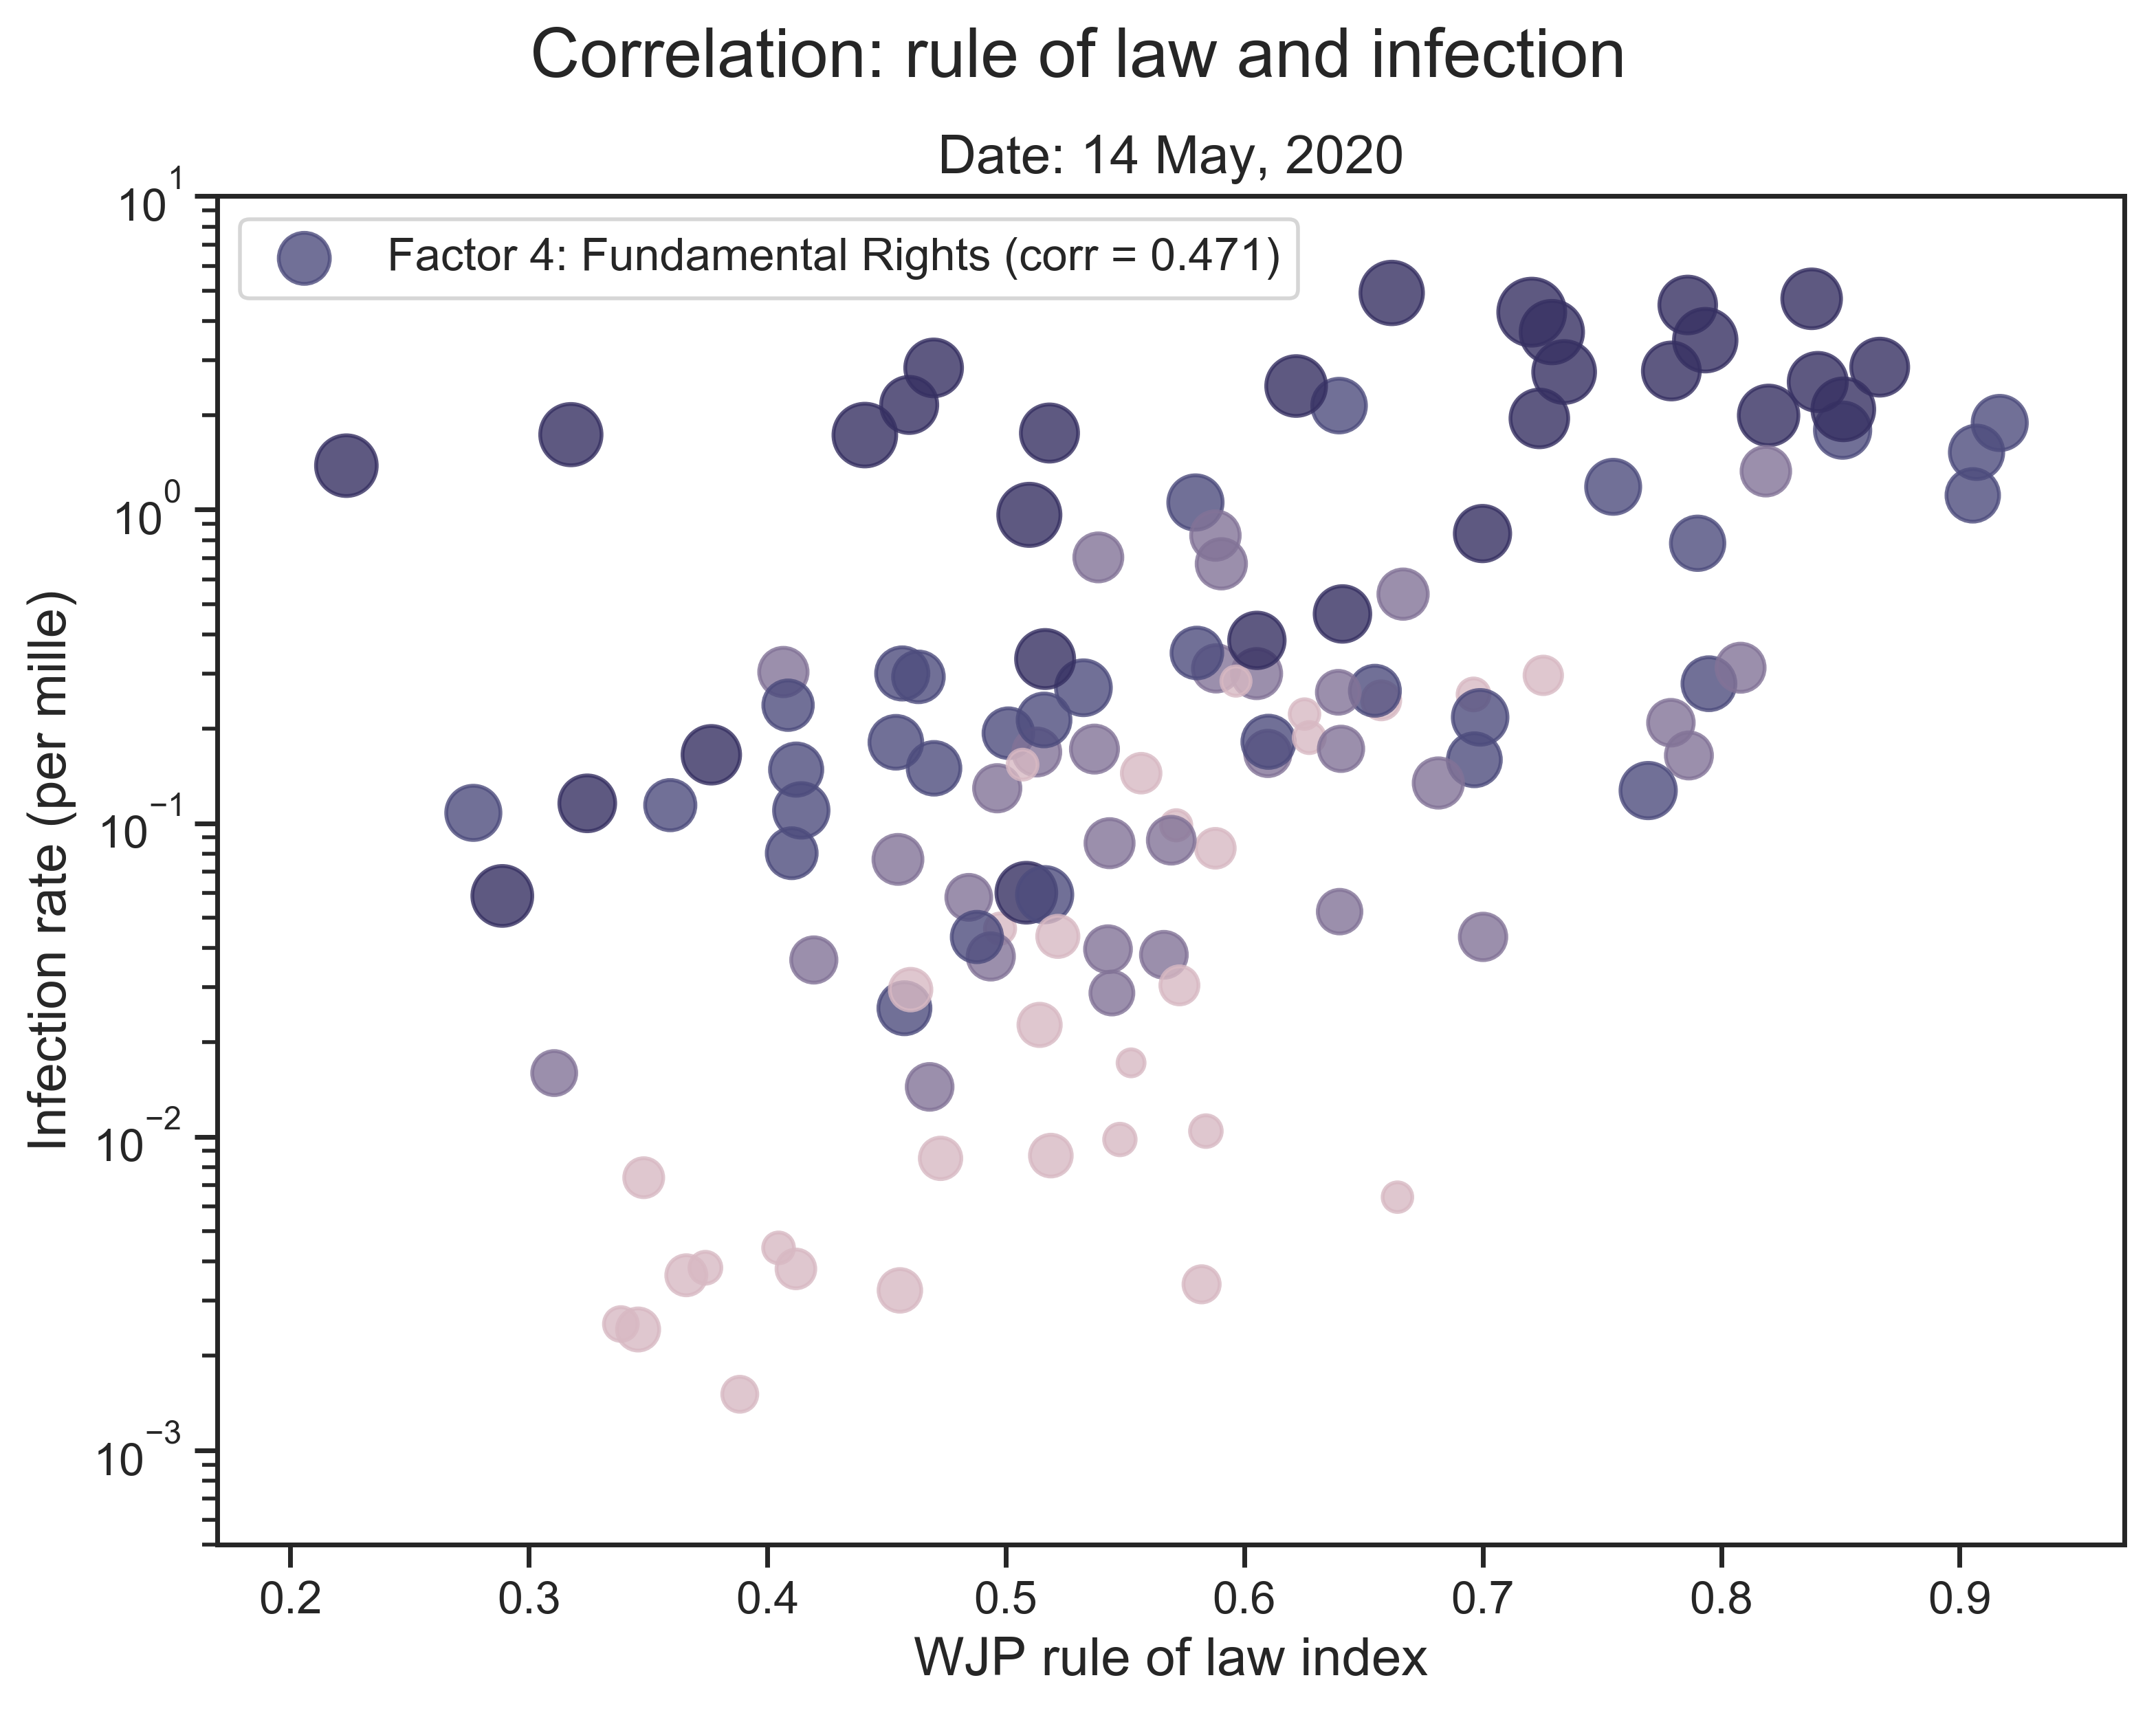 Correlation: rule of law and infection
Date: 14 May, 2020
Factor 4: Fundamental Rights (corr = 0.471)
Infection rate (per mille)
10^1
10^0
10^−1
10^−2
10^−3
0.2 0.3 0.4 0.5 0.6 0.7 0.8 0.9
WJP rule of law index